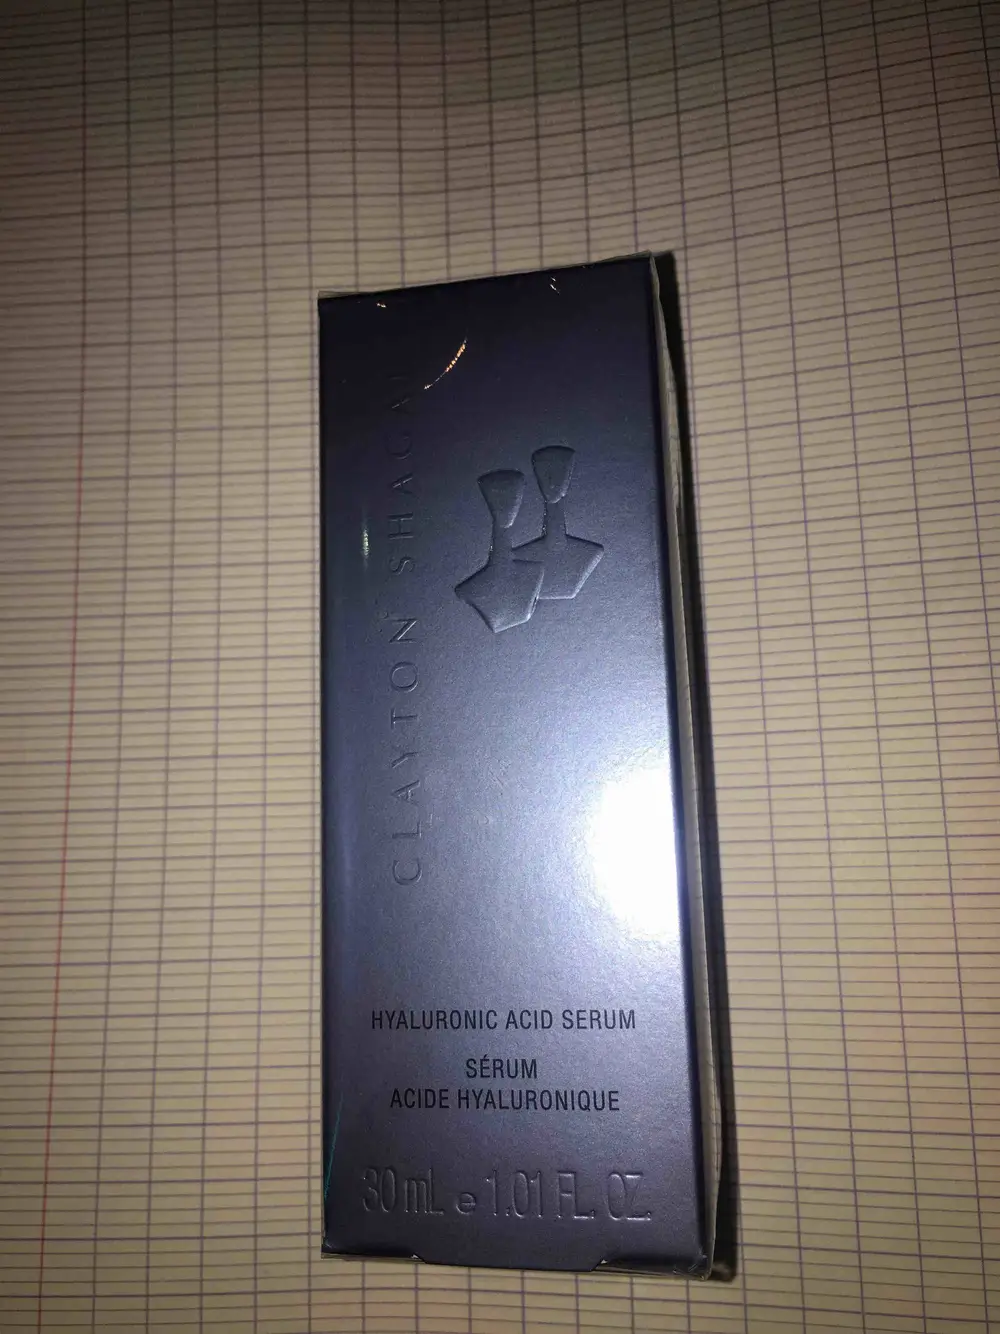 CLAYTON SHAGAL
HYALURONIC ACID SERUM
SÉRUM
ACIDE HYALURONIQUE
30 mL e 1.01 FL. OZ.